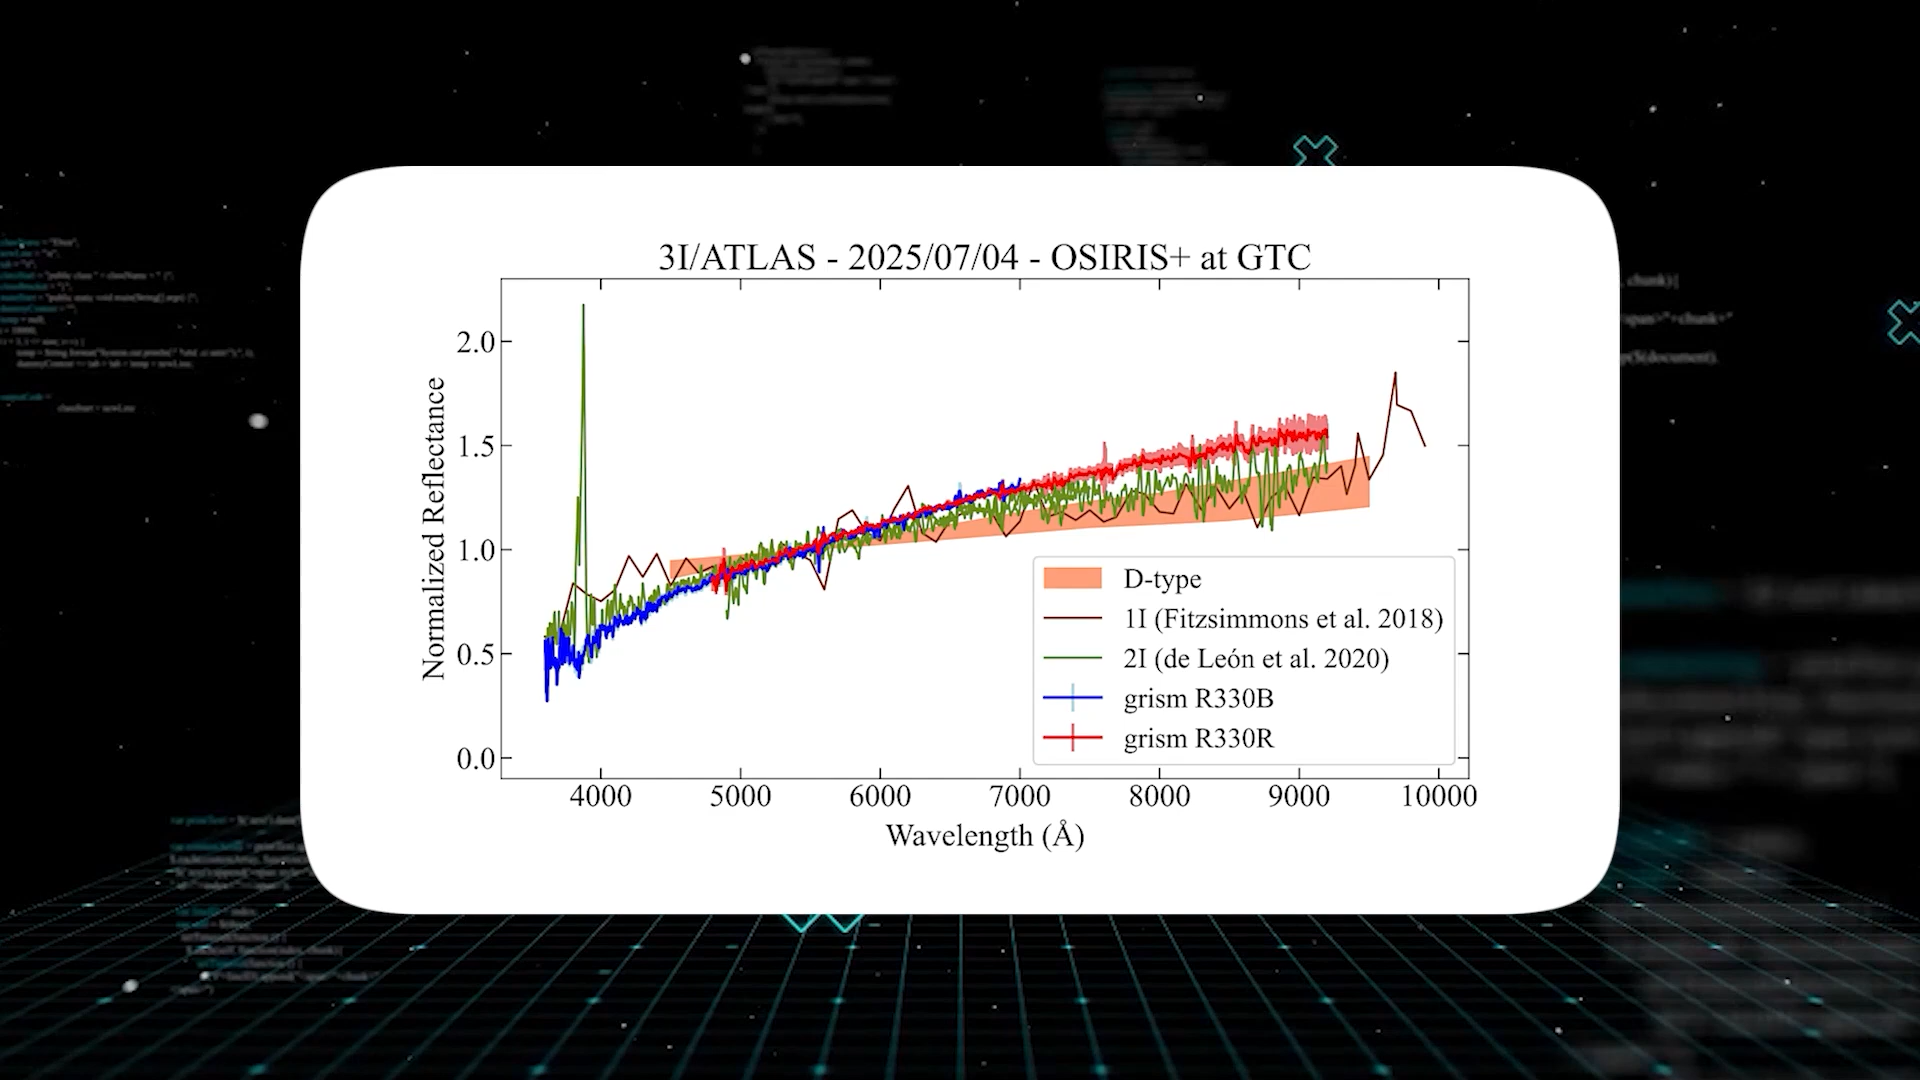 3I/ATLAS - 2025/07/04 - OSIRIS+ at GTC
Normalized Reflectance
2.0
1.5
1.0
0.5
0.0
D-type
1I (Fitzsimmons et al. 2018)
2I (de León et al. 2020)
grism R330B
grism R330R
4000 5000 6000 7000 8000 9000 10000
Wavelength (Å)